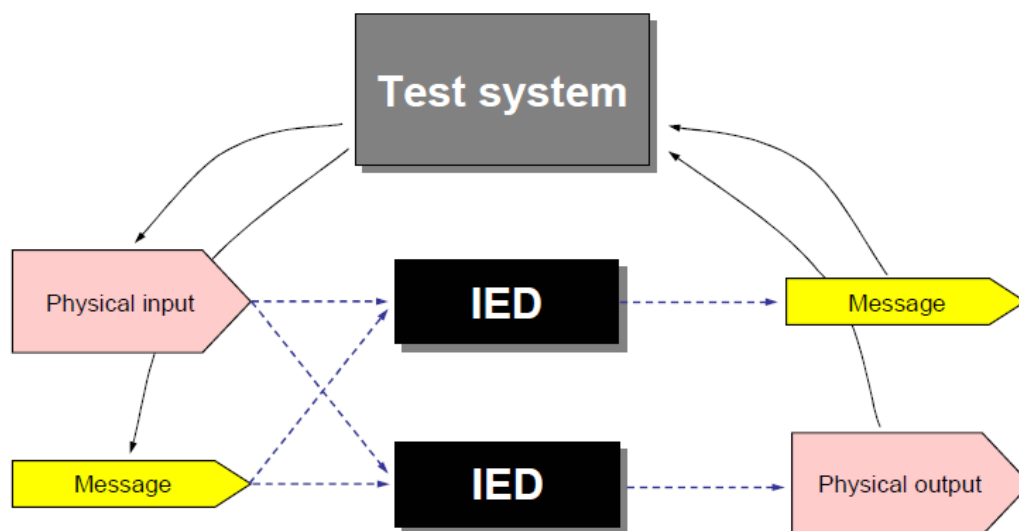 Test system
Physical input
IED
Message
Message
IED
Physical output